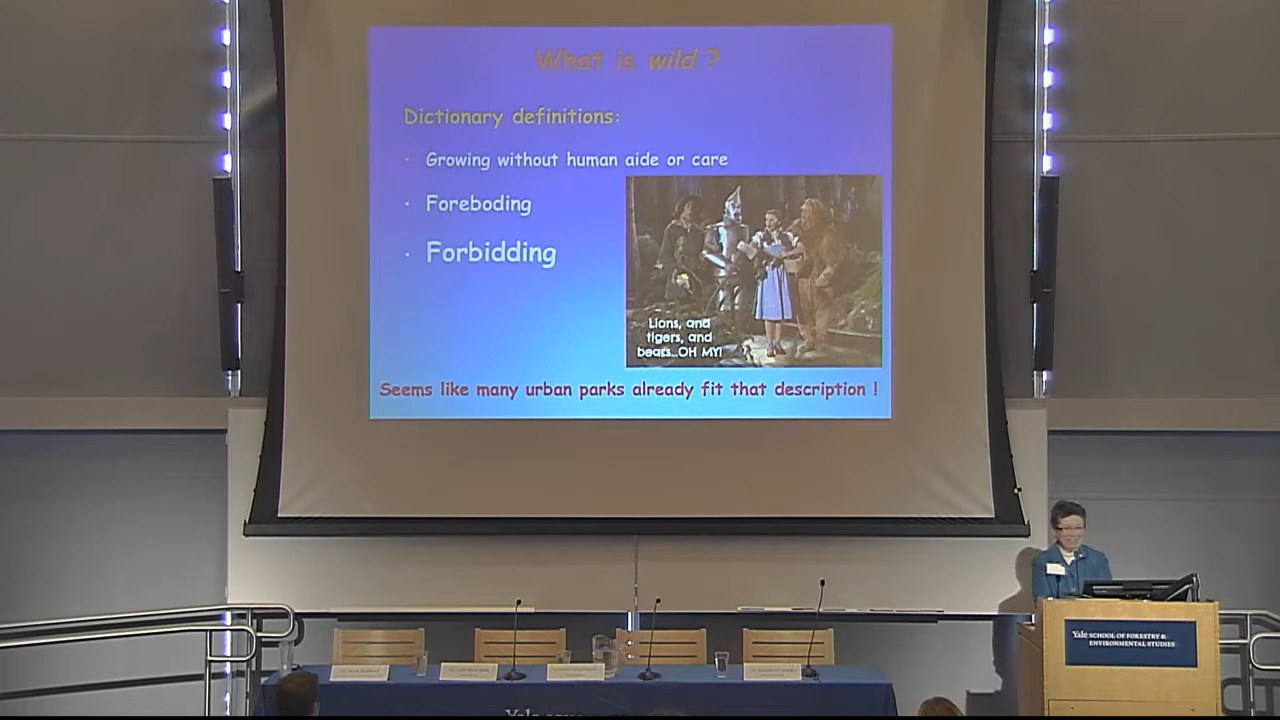 What is wild ?
Dictionary definitions:
· Growing without human aide or care
· Foreboding
· Forbidding
Lions, and
tigers, and
bears...OH MY!
Seems like many urban parks already fit that description !
Yale SCHOOL OF FORESTRY &
ENVIRONMENTAL STUDIES
Yale